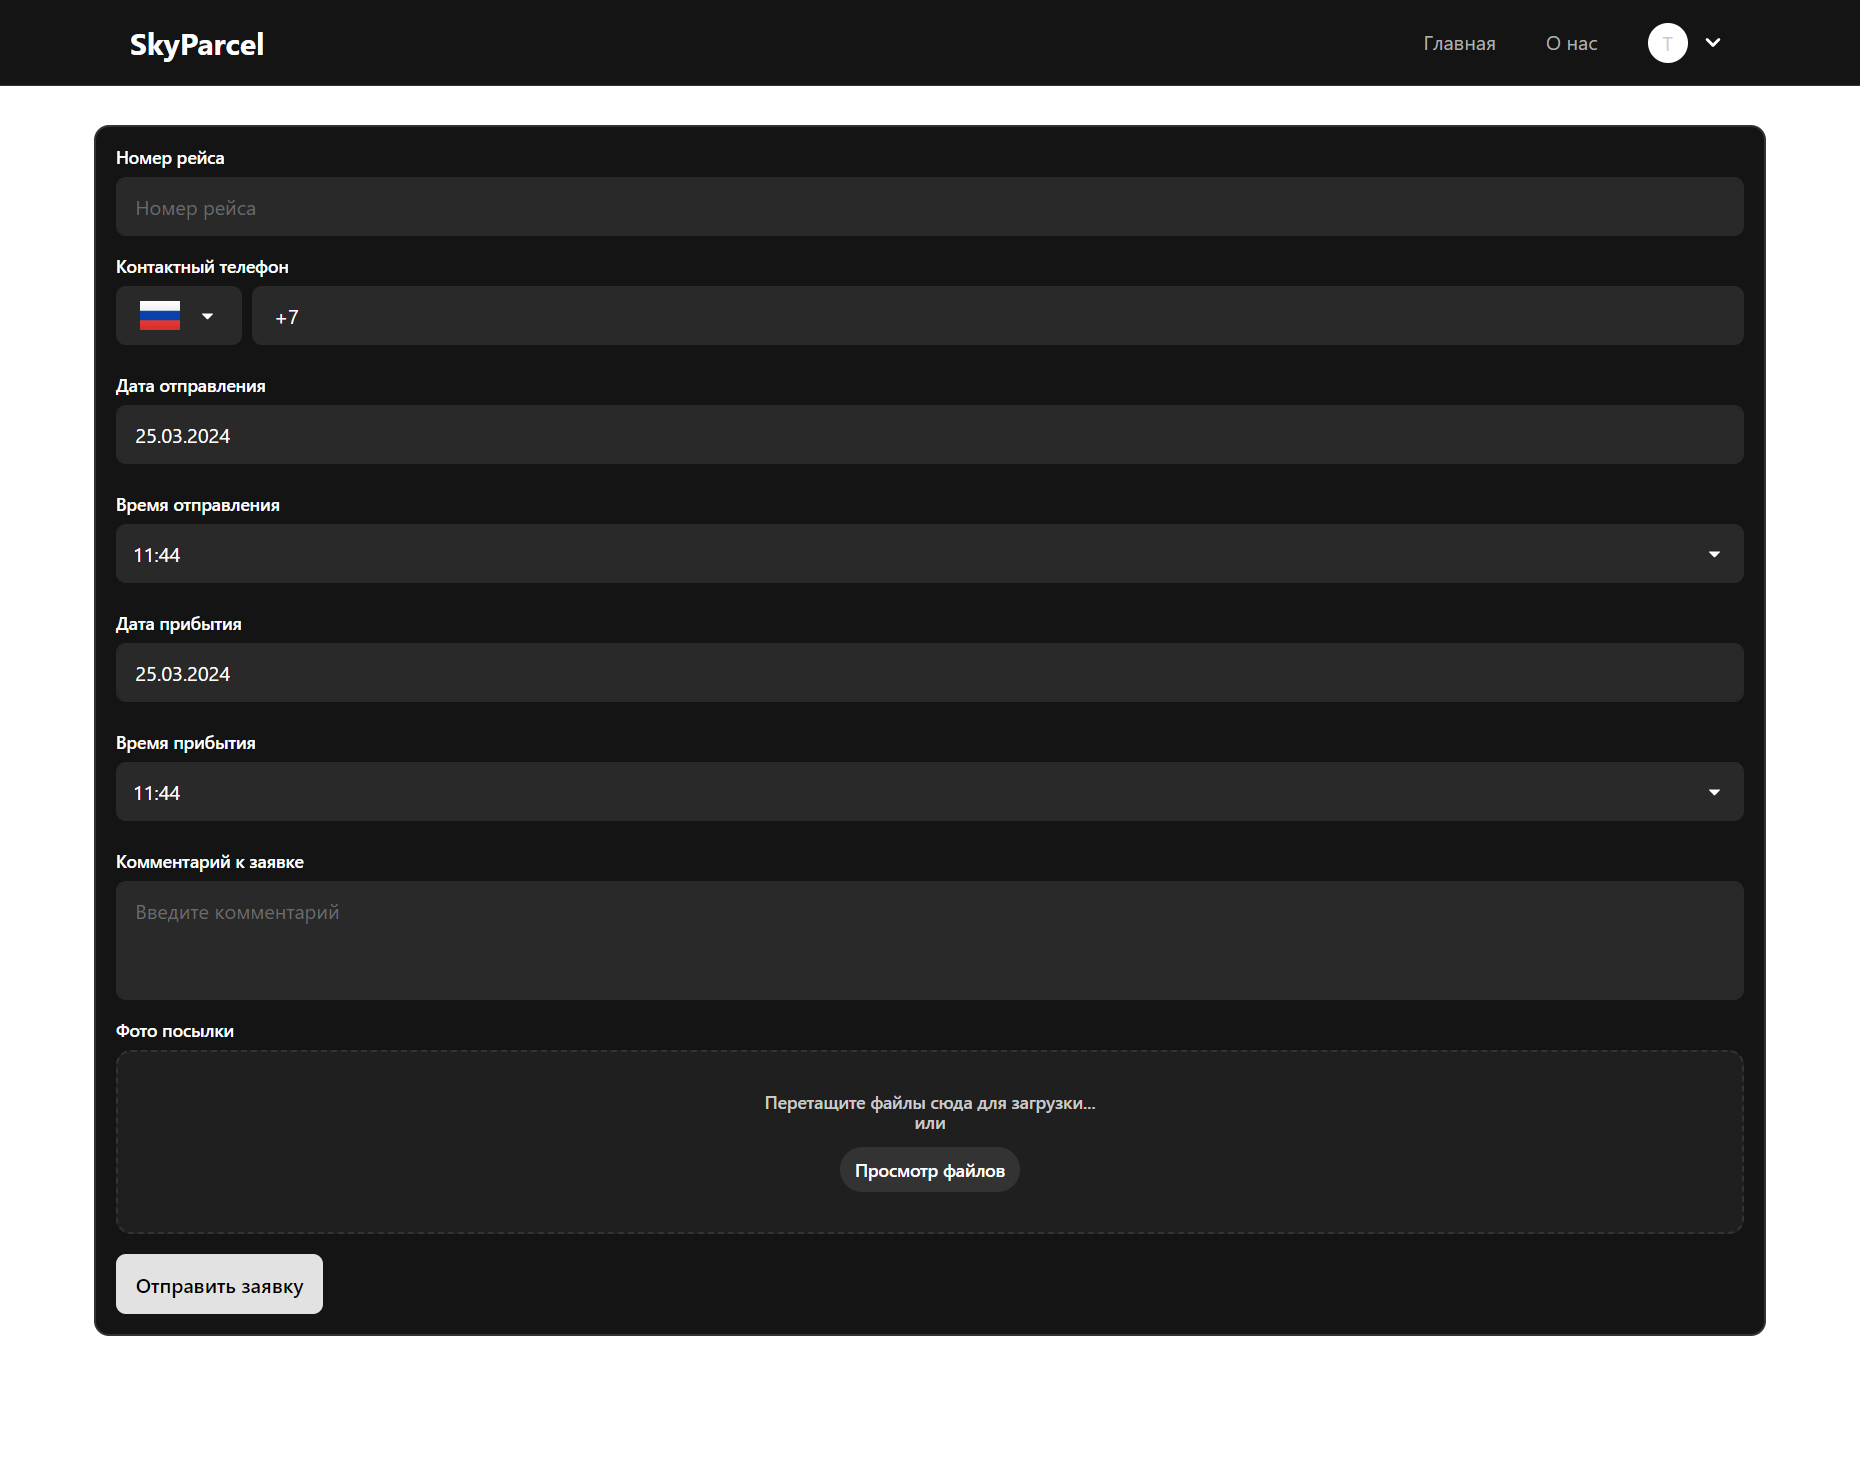 SkyParcel
Главная
О нас
T
Номер рейса
Номер рейса
Контактный телефон
+7
Дата отправления
25.03.2024
Время отправления
11:44
Дата прибытия
25.03.2024
Время прибытия
11:44
Комментарий к заявке
Введите комментарий
Фото посылки
Перетащите файлы сюда для загрузки...
или
Просмотр файлов
Отправить заявку